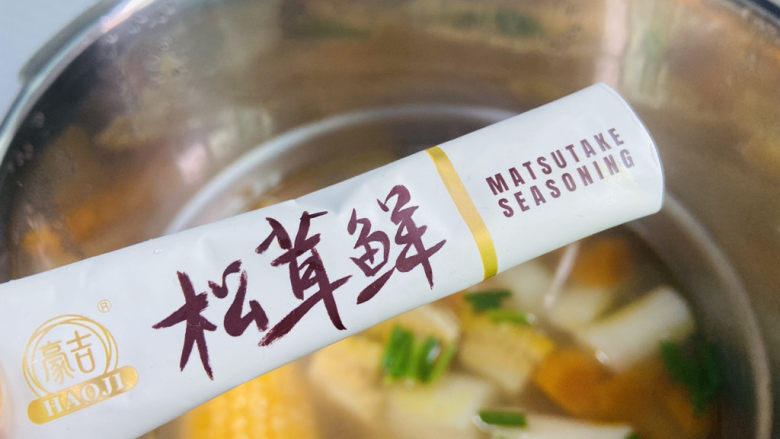 豪吉
HAOJI
®
松茸鲜
MATSUTAKE
SEASONING